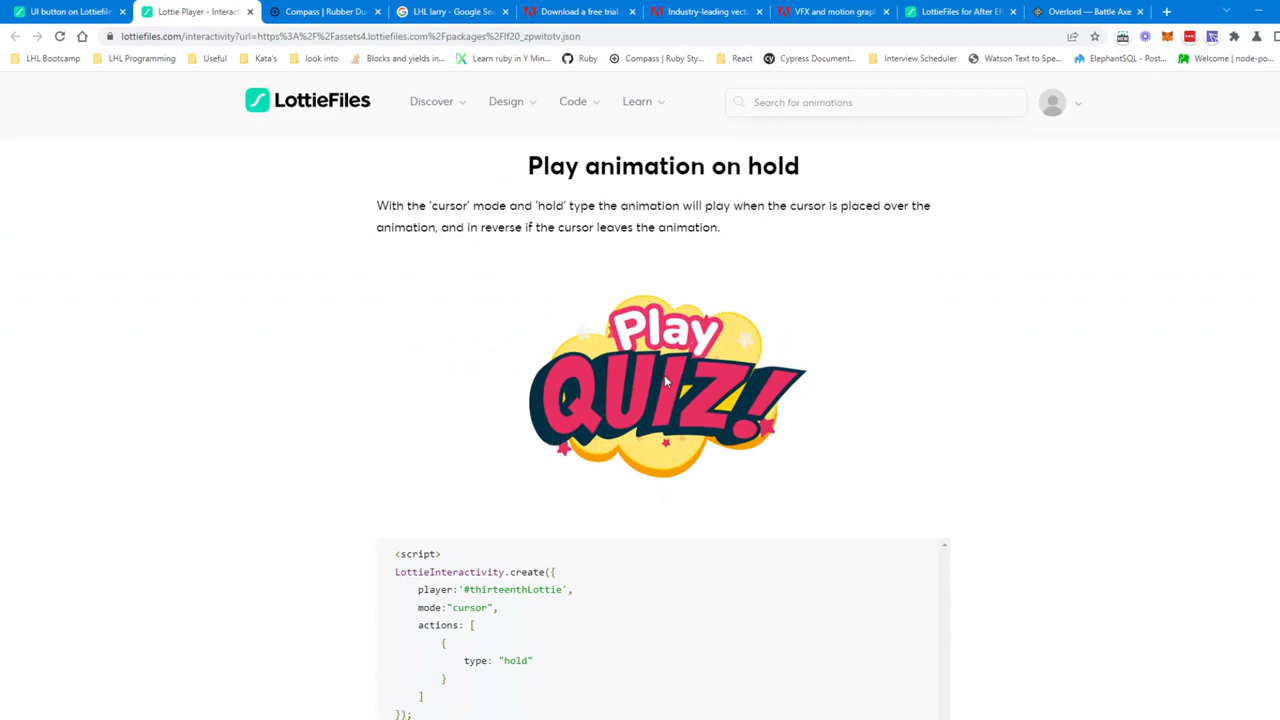 UI button on Lottiefile
Lottie Player - Interac
Compass | Rubber Du
LHL larry - Google Se
Download a free trial
Industry-leading vect
VFX and motion grap
LottieFiles for After E
Overlord — Battle Axe
lottiefiles.com/interactivity?url=https%3A%2F%2Fassets4.lottiefiles.com%2Fpackages%2Flf20_zpwitotv.json
LHL Bootcamp
LHL Programming
Useful
Kata's
look into
Blocks and yields in...
Learn ruby in Y Min...
Ruby
Compass | Ruby Sty...
React
Cypress Document...
Interview Scheduler
Watson Text to Spe...
ElephantSQL - Post...
Welcome | node-po
LottieFiles
Discover
Design
Code
Learn
Search for animations
Play animation on hold
With the 'cursor' mode and 'hold' type the animation will play when the cursor is placed over the
animation, and in reverse if the cursor leaves the animation.
Play
QUIZ!
<script>
LottieInteractivity.create({
player:'#thirteenthLottie',
mode:"cursor",
actions: [
{
type: "hold"
}
]
});